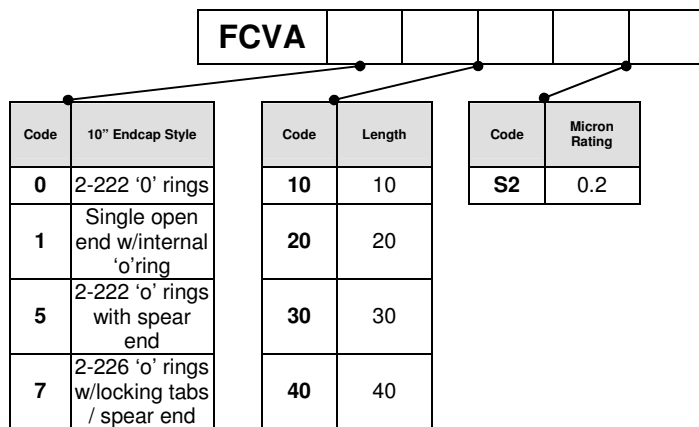 FCVA
Code 10” Endcap Style
0 2-222 ‘0’ rings
1 Single open
end w/internal
‘o’ring
5 2-222 ‘o’ rings
with spear
end
7 2-226 ‘o’ rings
w/locking tabs
/ spear end
Code Length
10 10
20 20
30 30
40 40
Code Micron
Rating
S2 0.2